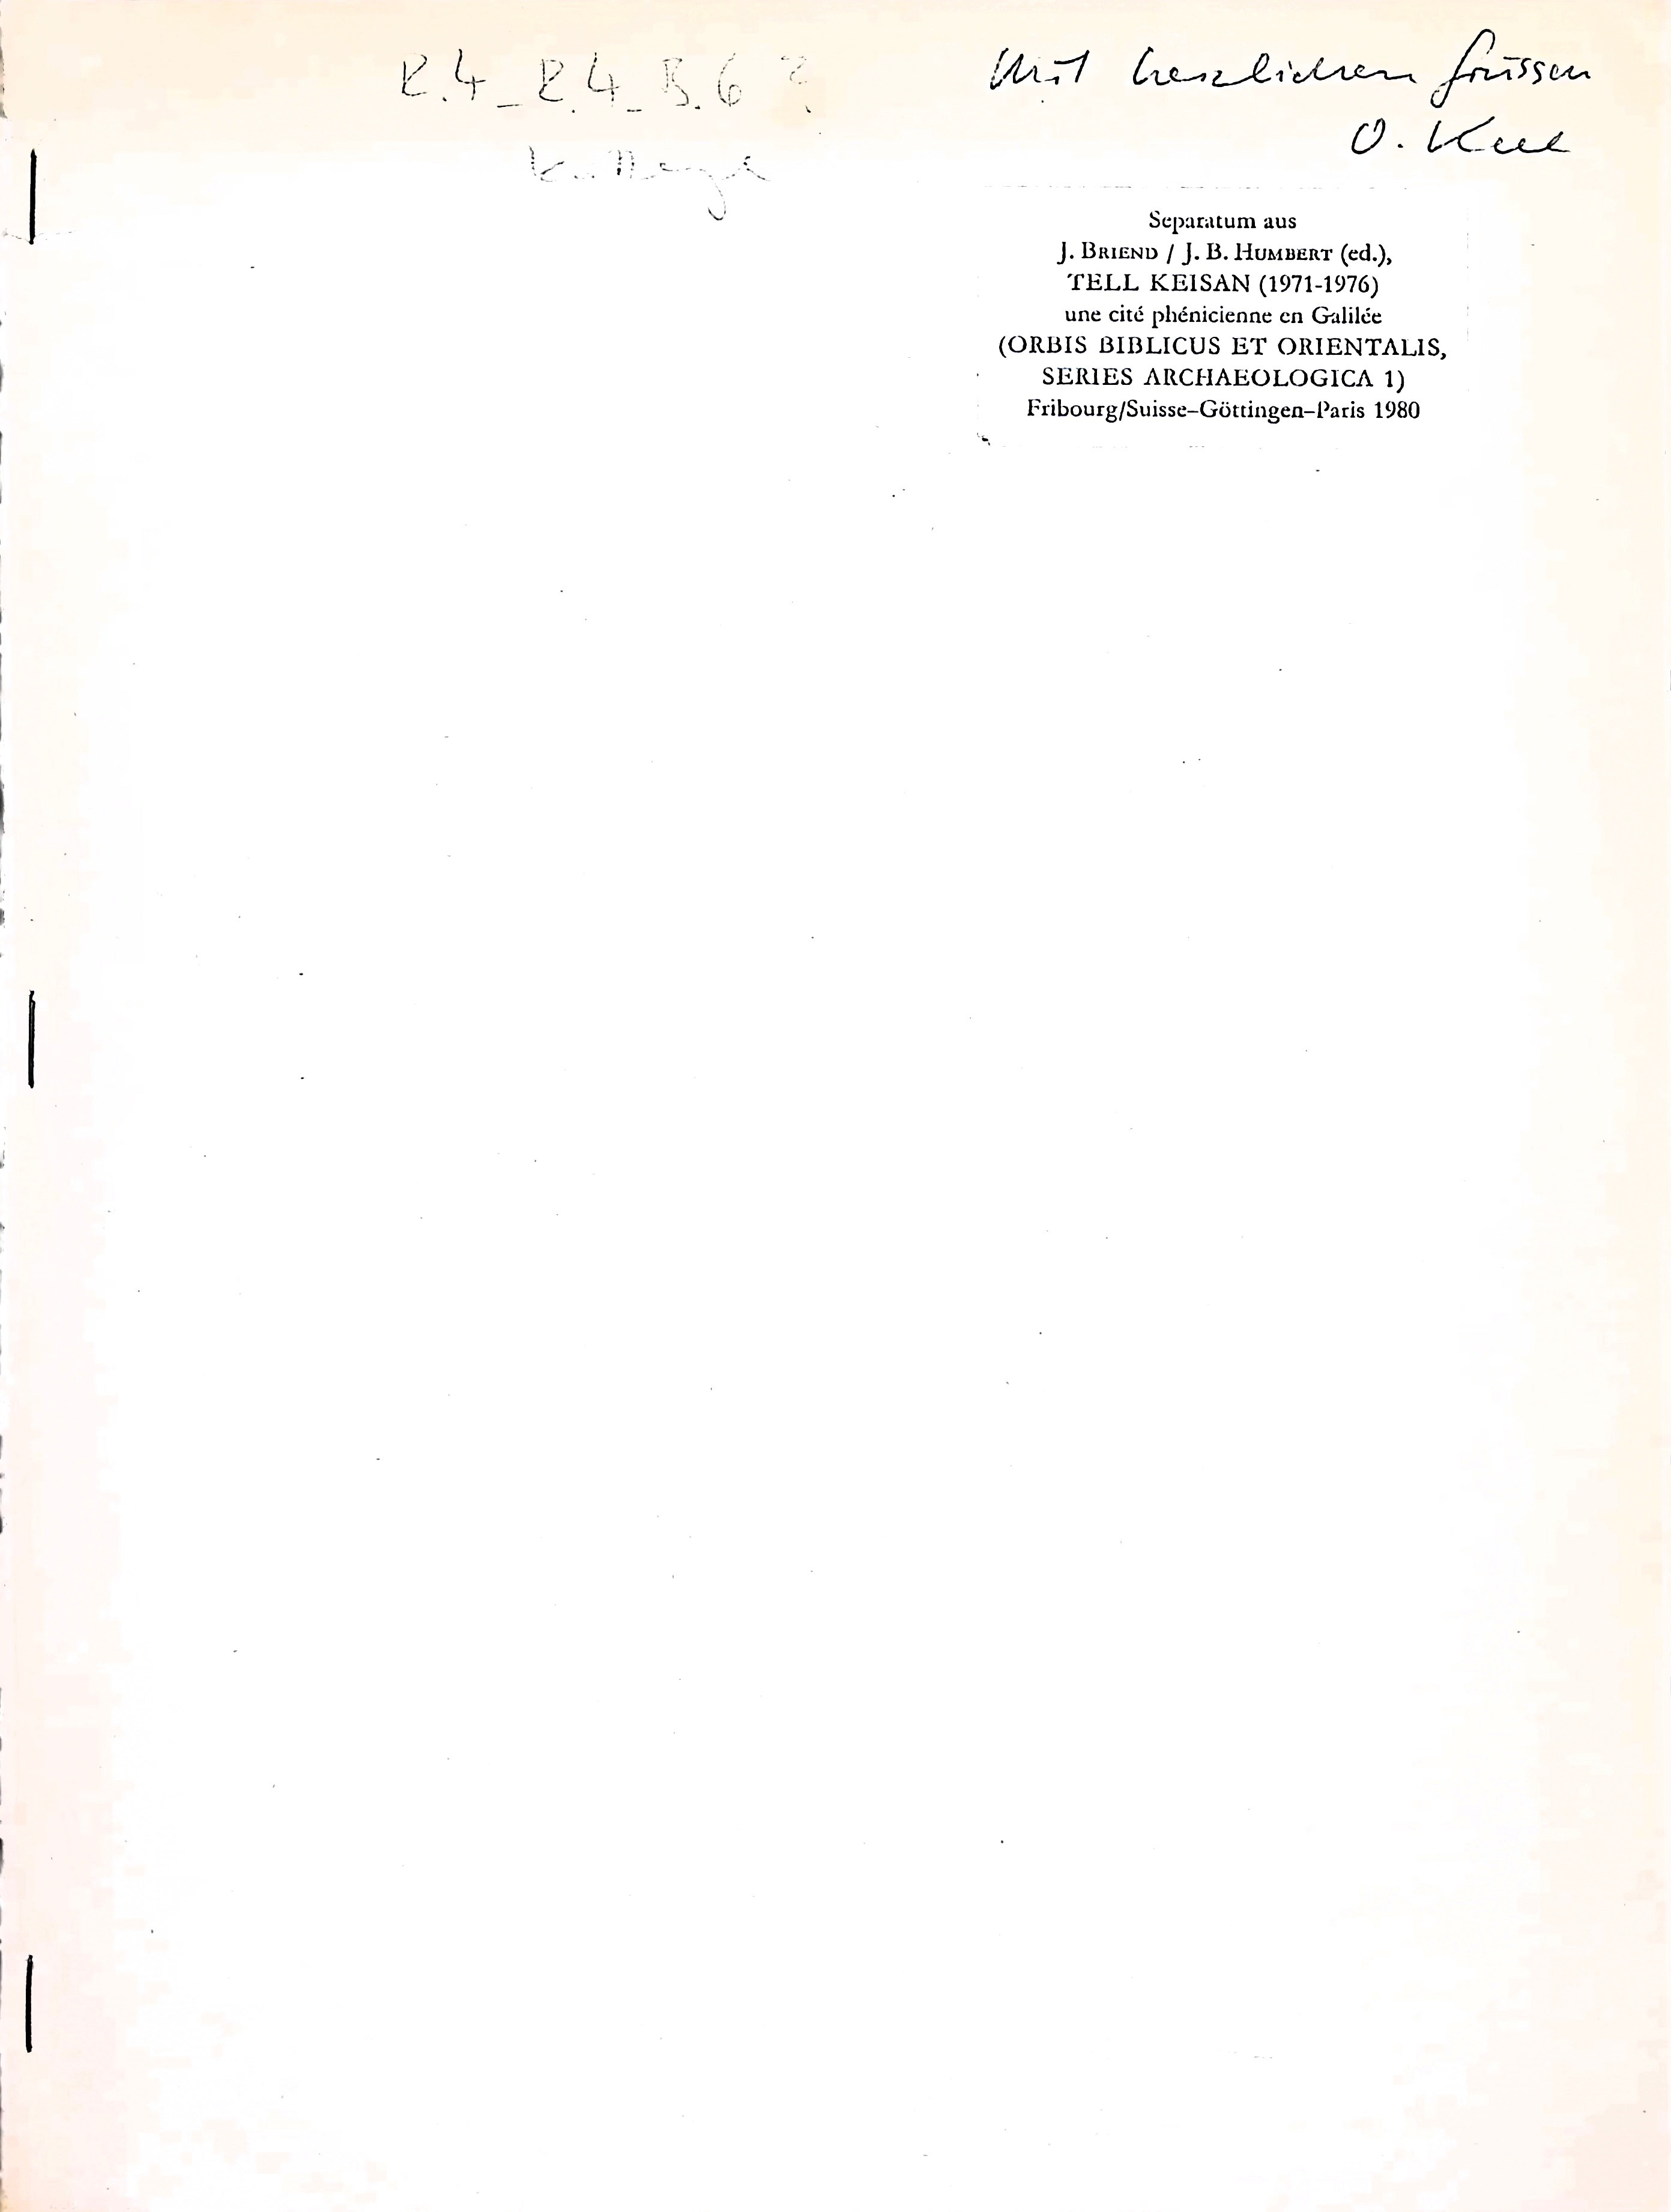 R.4_R.4_B.6?
Mit herzlichen Grüssen
O. Keel
Separatum aus
J. BRIEND / J. B. HUMBERT (ed.),
TELL KEISAN (1971-1976)
une cité phénicienne en Galilée
(ORBIS BIBLICUS ET ORIENTALIS,
SERIES ARCHAEOLOGICA 1)
Fribourg/Suisse–Göttingen–Paris 1980